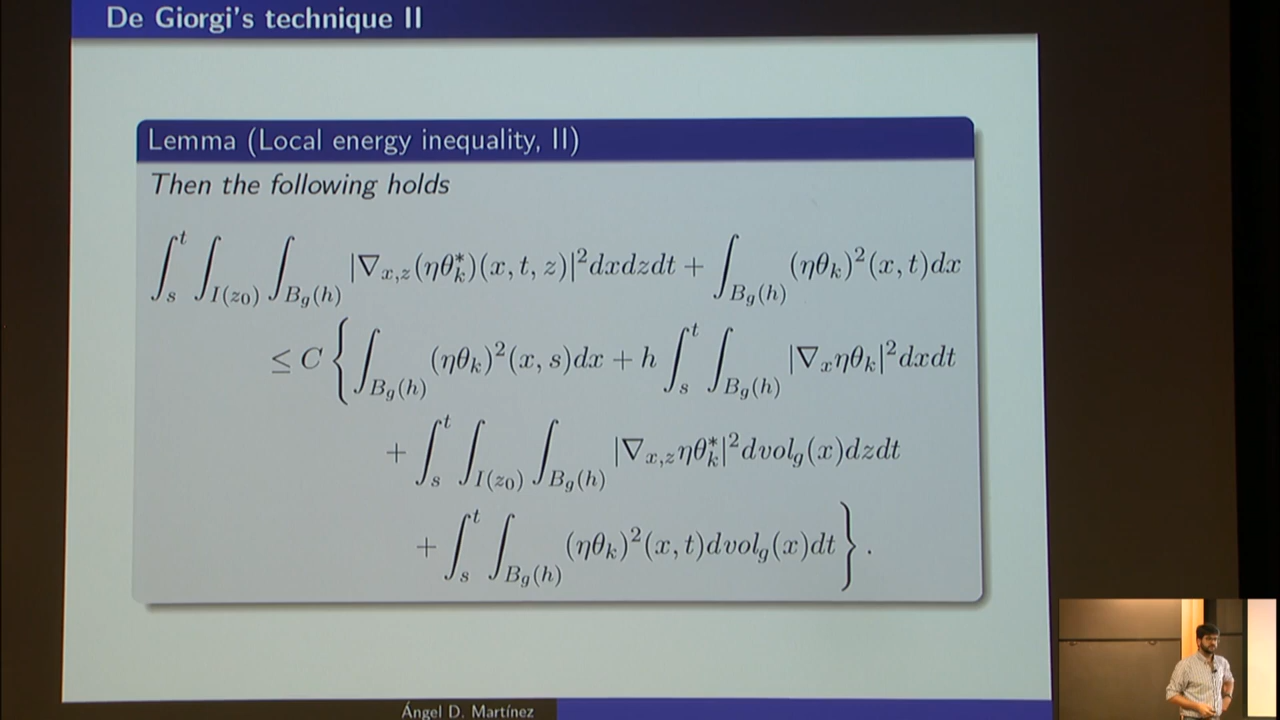 De Giorgi's technique II
Lemma (Local energy inequality, II)
Then the following holds
∫_s^t ∫_{I(z_0)} ∫_{B_g(h)} |∇_{x,z}(ηθ_k^*)(x, t, z)|^2 dxdzdt + ∫_{B_g(h)} (ηθ_k)^2(x, t)dx
≤ C { ∫_{B_g(h)} (ηθ_k)^2(x, s)dx + h ∫_s^t ∫_{B_g(h)} |∇_x ηθ_k|^2 dxdt
+ ∫_s^t ∫_{I(z_0)} ∫_{B_g(h)} |∇_{x,z} ηθ_k^*|^2 dvol_g(x)dzdt
+ ∫_s^t ∫_{B_g(h)} (ηθ_k)^2(x, t)dvol_g(x)dt } .
Ángel D. Martínez